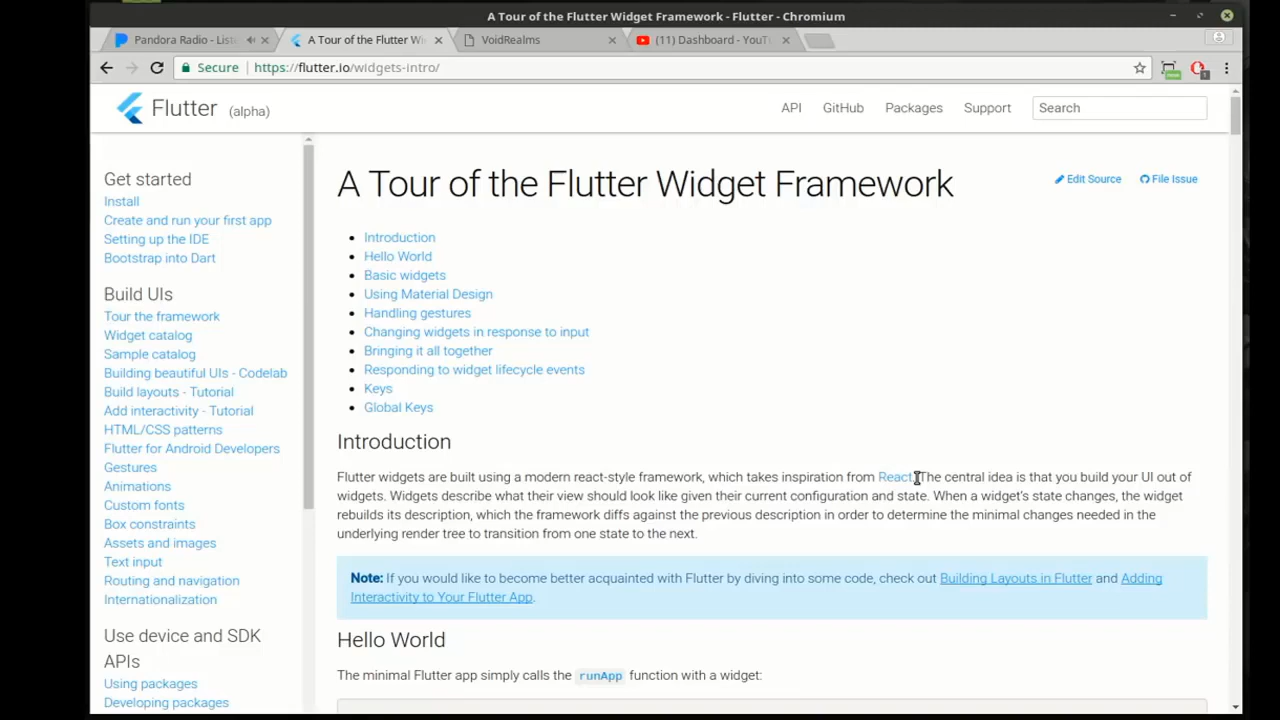 A Tour of the Flutter Widget Framework - Flutter - Chromium
Pandora Radio - Liste
A Tour of the Flutter Wi
VoidRealms
(11) Dashboard - YouT
Secure
https://flutter.io/widgets-intro/
Flutter (alpha)
API
GitHub
Packages
Support
Search
Get started
Install
Create and run your first app
Setting up the IDE
Bootstrap into Dart
Build UIs
Tour the framework
Widget catalog
Sample catalog
Building beautiful UIs - Codelab
Build layouts - Tutorial
Add interactivity - Tutorial
HTML/CSS patterns
Flutter for Android Developers
Gestures
Animations
Custom fonts
Box constraints
Assets and images
Text input
Routing and navigation
Internationalization
Use device and SDK
APIs
Using packages
Developing packages
A Tour of the Flutter Widget Framework
Edit Source
File Issue
Introduction
Hello World
Basic widgets
Using Material Design
Handling gestures
Changing widgets in response to input
Bringing it all together
Responding to widget lifecycle events
Keys
Global Keys
Introduction
Flutter widgets are built using a modern react-style framework, which takes inspiration from React. The central idea is that you build your UI out of
widgets. Widgets describe what their view should look like given their current configuration and state. When a widget's state changes, the widget
rebuilds its description, which the framework diffs against the previous description in order to determine the minimal changes needed in the
underlying render tree to transition from one state to the next.
Note: If you would like to become better acquainted with Flutter by diving into some code, check out Building Layouts in Flutter and Adding
Interactivity to Your Flutter App.
Hello World
The minimal Flutter app simply calls the runApp function with a widget: